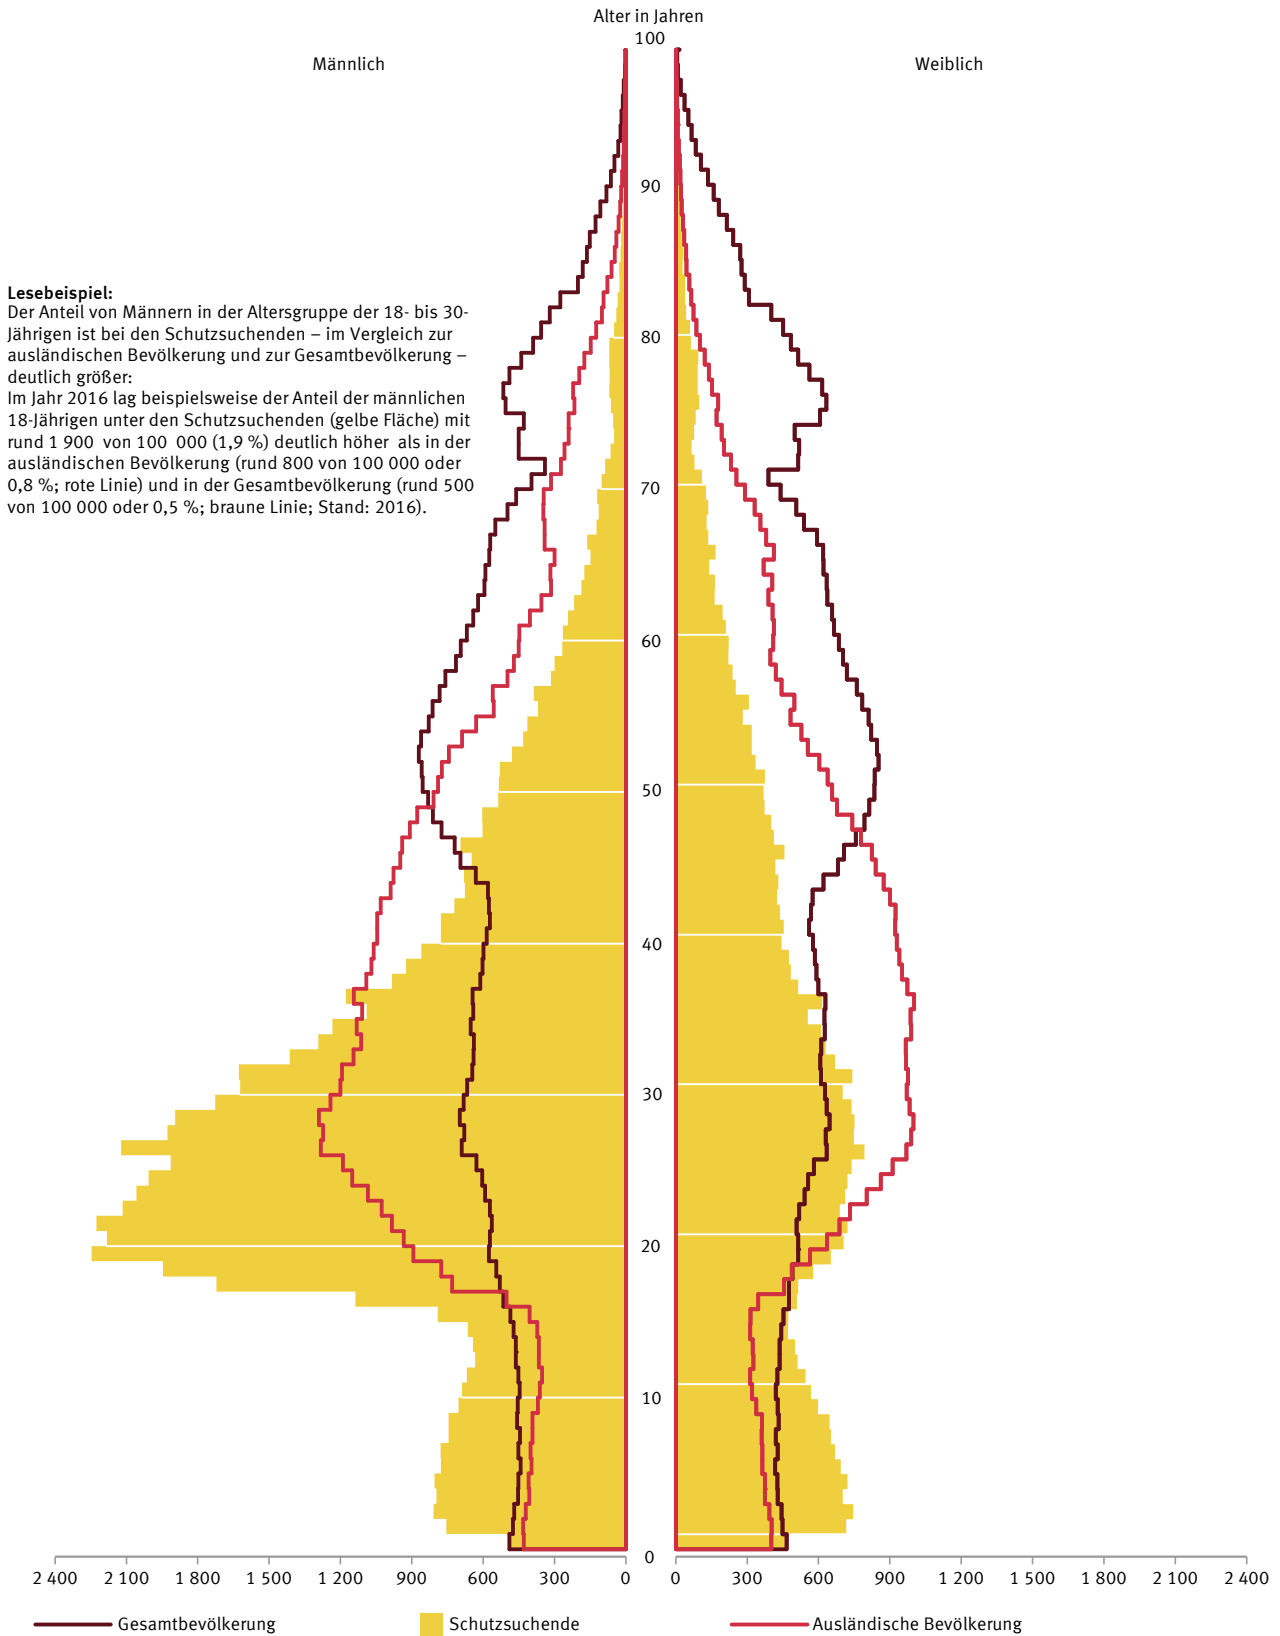 Alter in Jahren
100
Männlich
Weiblich
90
Lesebeispiel:
Der Anteil von Männern in der Altersgruppe der 18- bis 30-
Jährigen ist bei den Schutzsuchenden – im Vergleich zur
ausländischen Bevölkerung und zur Gesamtbevölkerung –
deutlich größer:
Im Jahr 2016 lag beispielsweise der Anteil der männlichen
18-Jährigen unter den Schutzsuchenden (gelbe Fläche) mit
rund 1 900 von 100 000 (1,9 %) deutlich höher als in der
ausländischen Bevölkerung (rund 800 von 100 000 oder
0,8 %; rote Linie) und in der Gesamtbevölkerung (rund 500
von 100 000 oder 0,5 %; braune Linie; Stand: 2016).
80
70
60
50
40
30
20
10
0
2 400 2 100 1 800 1 500 1 200 900 600 300 0 0 300 600 900 1 200 1 500 1 800 2 100 2 400
Gesamtbevölkerung Schutzsuchende Ausländische Bevölkerung